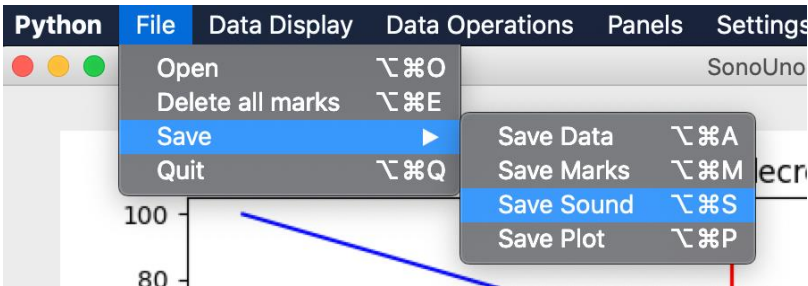 Python File Data Display Data Operations Panels Settings
SonoUno
Open ⌥⌘O
Delete all marks ⌥⌘E
Save ▶
Quit ⌥⌘Q
Save Data ⌥⌘A
Save Marks ⌥⌘M
Save Sound ⌥⌘S
Save Plot ⌥⌘P
ecr
100
80